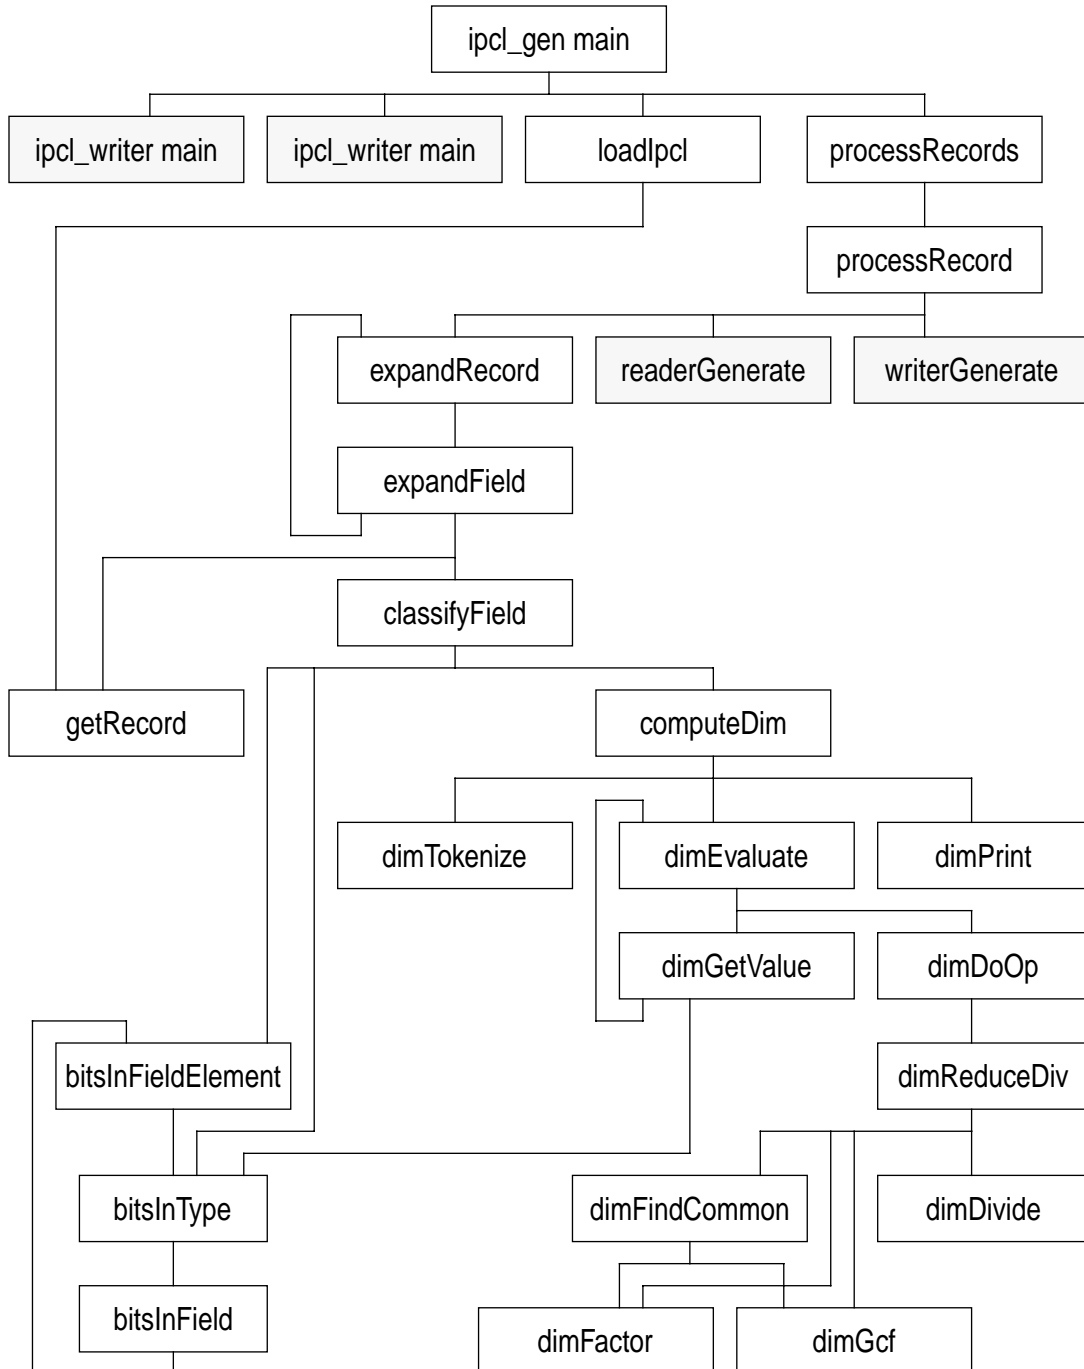 ipcl_gen main
ipcl_writer main
ipcl_writer main
loadIpcl
processRecords
processRecord
expandRecord
readerGenerate
writerGenerate
expandField
classifyField
getRecord
computeDim
dimTokenize
dimEvaluate
dimPrint
dimGetValue
dimDoOp
bitsInFieldElement
dimReduceDiv
bitsInType
dimFindCommon
dimDivide
bitsInField
dimFactor
dimGcf